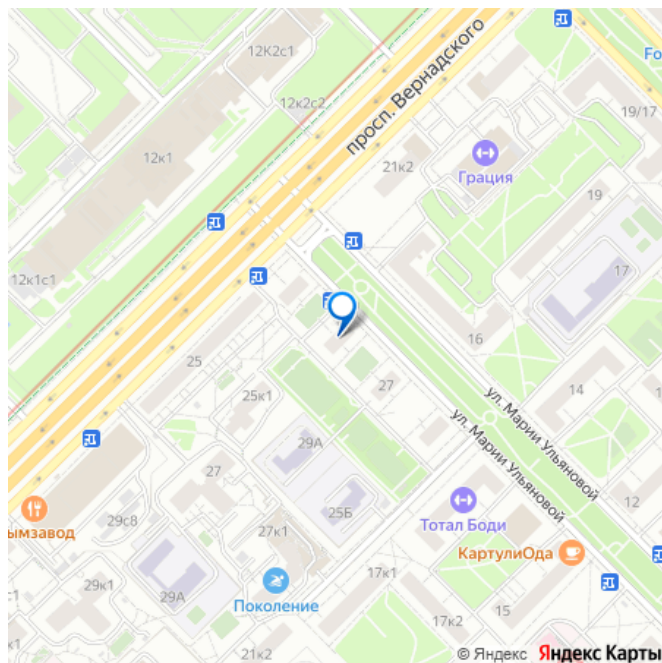 12К2с1
Fo
12к2с2
просп. Вернадского
19/17
12к1
21к2
Грация
19
17
12к1с1
16
25
14
27
25к1
ул. Марии Ульяновой
ул. Марии Ульяновой
29А
27
12
25Б
Тотал Боди
ымзавод
29с8
27к1
КартулиОда
17к1
29к1
29А
Поколение
15
21к2
© Яндекс Яндекс Карты